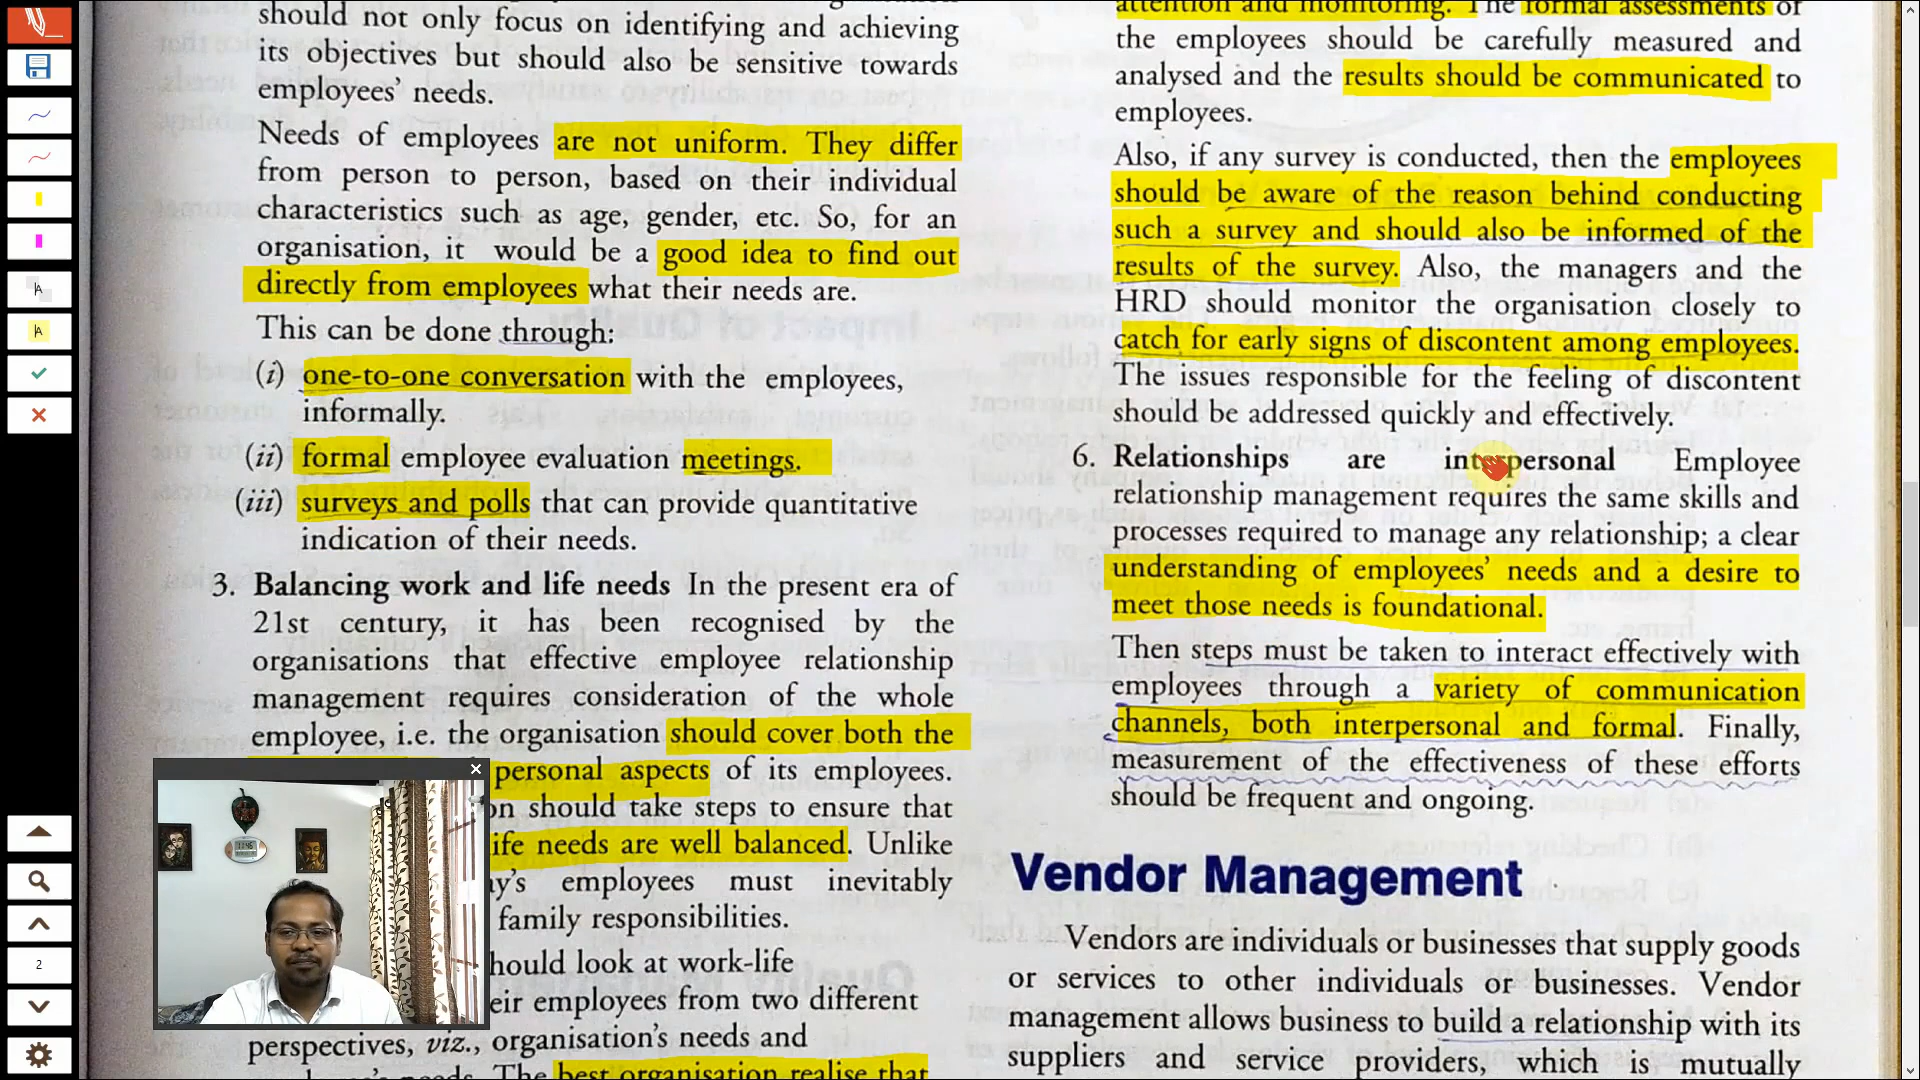 should not only focus on identifying and achieving
its objectives but should also be sensitive towards
employees' needs.
Needs of employees are not uniform. They differ
from person to person, based on their individual
characteristics such as age, gender, etc. So, for an
organisation, it would be a good idea to find out
directly from employees what their needs are.
This can be done through:
(i) one-to-one conversation with the employees,
informally.
(ii) formal employee evaluation meetings.
(iii) surveys and polls that can provide quantitative
indication of their needs.
3. Balancing work and life needs In the present era of
21st century, it has been recognised by the
organisations that effective employee relationship
management requires consideration of the whole
employee, i.e. the organisation should cover both the
personal aspects of its employees.
on should take steps to ensure that
ife needs are well balanced. Unlike
y's employees must inevitably
family responsibilities.
hould look at work-life
eir employees from two different
perspectives, viz., organisation's needs and
needs. The best organisation realise that
attention and monitoring. The formal assessments of
the employees should be carefully measured and
analysed and the results should be communicated to
employees.
Also, if any survey is conducted, then the employees
should be aware of the reason behind conducting
such a survey and should also be informed of the
results of the survey. Also, the managers and the
HRD should monitor the organisation closely to
catch for early signs of discontent among employees.
The issues responsible for the feeling of discontent
should be addressed quickly and effectively.
6. Relationships are interpersonal Employee
relationship management requires the same skills and
processes required to manage any relationship; a clear
understanding of employees' needs and a desire to
meet those needs is foundational.
Then steps must be taken to interact effectively with
employees through a variety of communication
channels, both interpersonal and formal. Finally,
measurement of the effectiveness of these efforts
should be frequent and ongoing.
Vendor Management
Vendors are individuals or businesses that supply goods
or services to other individuals or businesses. Vendor
management allows business to build a relationship with its
suppliers and service providers, which is mutually
A
A
2